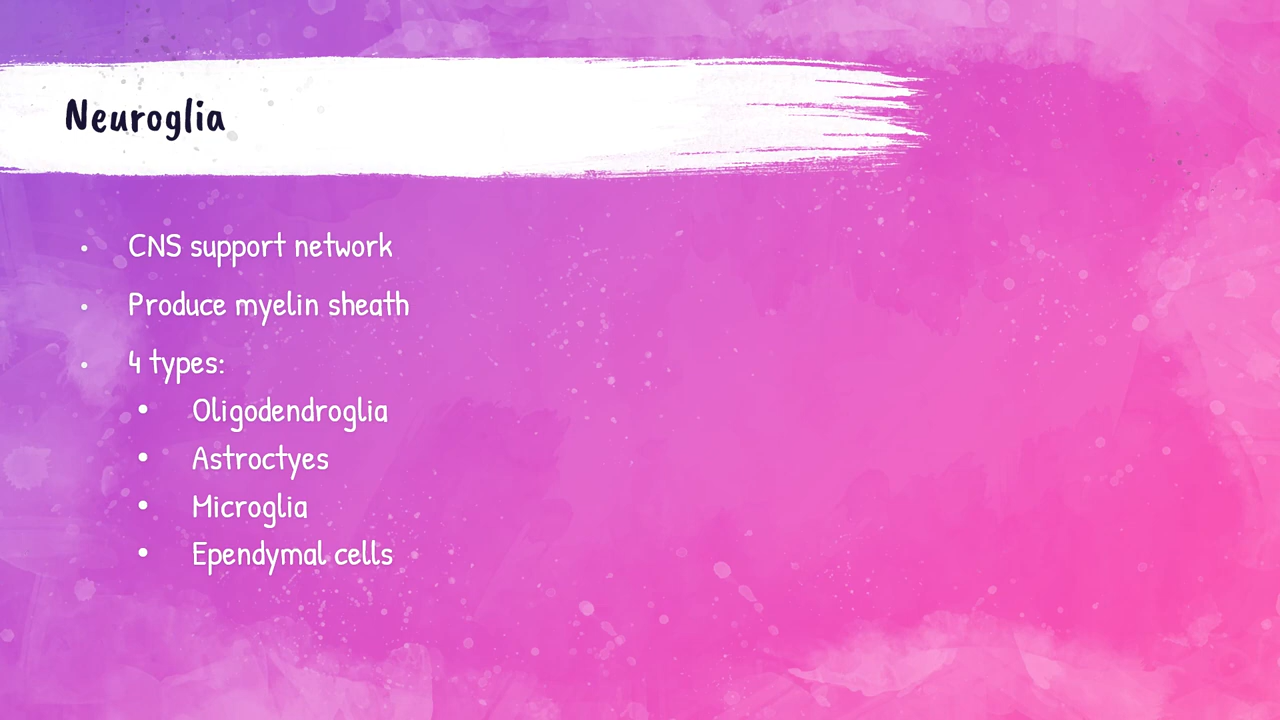 Neuroglia
• CNS support network
• Produce myelin sheath
• 4 types:
• Oligodendroglia
• Astroctyes
• Microglia
• Ependymal cells